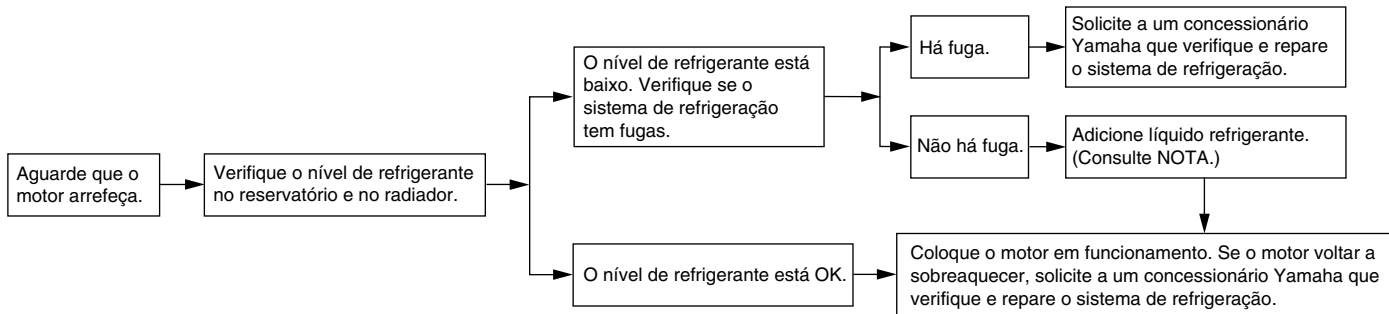 Aguarde que o
motor arrefeça.
Verifique o nível de refrigerante
no reservatório e no radiador.
O nível de refrigerante está
baixo. Verifique se o
sistema de refrigeração
tem fugas.
Há fuga.
Solicite a um concessionário
Yamaha que verifique e repare
o sistema de refrigeração.
Não há fuga.
Adicione líquido refrigerante.
(Consulte NOTA.)
O nível de refrigerante está OK.
Coloque o motor em funcionamento. Se o motor voltar a
sobreaquecer, solicite a um concessionário Yamaha que
verifique e repare o sistema de refrigeração.